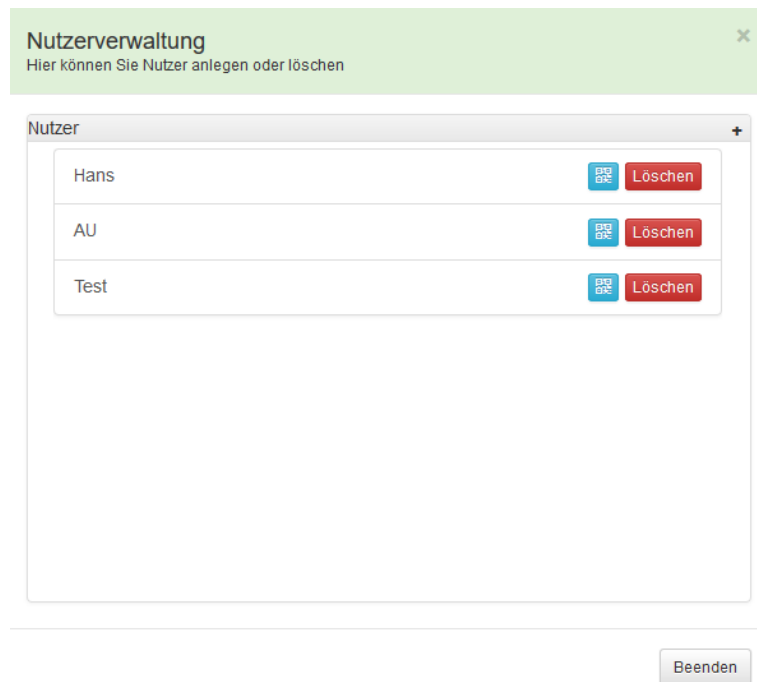 Nutzerverwaltung ×
Hier können Sie Nutzer anlegen oder löschen
Nutzer +
Hans Löschen
AU Löschen
Test Löschen
Beenden